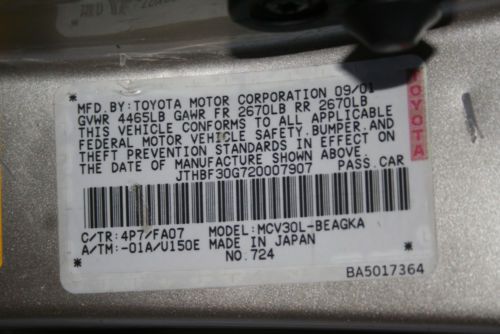 MFD.BY:TOYOTA MOTOR CORPORATION 09/01
GVWR 4465LB GAWR FR 2670LB RR 2670LB
THIS VEHICLE CONFORMS TO ALL APPLICABLE
FEDERAL MOTOR VEHICLE SAFETY,BUMPER,AND
THEFT PREVENTION STANDARDS IN EFFECT ON
THE DATE OF MANUFACTURE SHOWN ABOVE.
JTHBF30G720007907 PASS.CAR
C/TR:4P7/FA07 MODEL:MCV30L-BEAGKA
A/TM:-01A/U150E MADE IN JAPAN
NO.724
BA5017364
TOYOTA